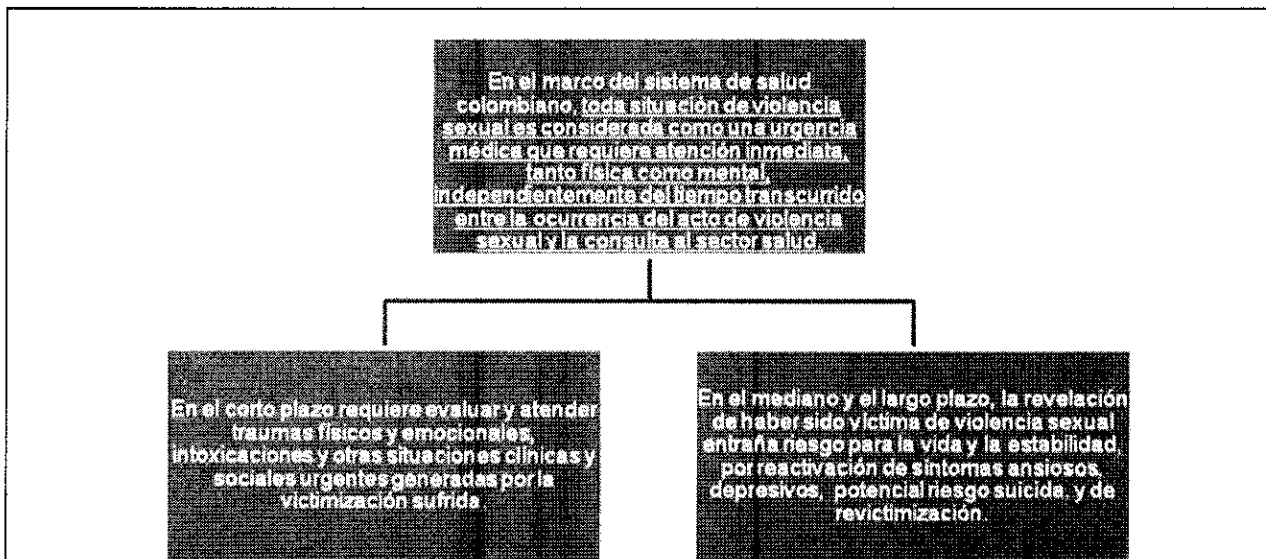 En el marco del sistema de salud
colombiano, toda situación de violencia
sexual es considerada como una urgencia
médica que requiere atención inmediata,
tanto física como mental,
independientemente del tiempo transcurrido
entre la ocurrencia del acto de violencia
sexual y la consulta al sector salud.
En el corto plazo requiere evaluar y atender
traumas físicos y emocionales,
intoxicaciones y otras situaciones clínicas y
sociales urgentes generadas por la
victimización sufrida.
En el mediano y el largo plazo, la revelación
de haber sido víctima de violencia sexual
entraña riesgo para la vida y la estabilidad,
por reactivación de síntomas ansiosos,
depresivos, potencial riesgo suicida, y de
revictimización.